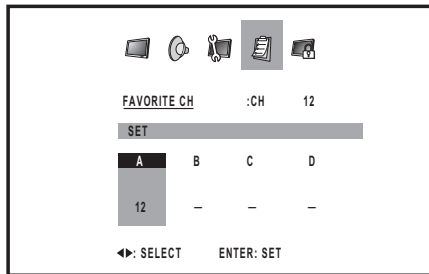 FAVORITE CH :CH 12
SET
A B C D
12 – – –
◀▶: SELECT ENTER: SET